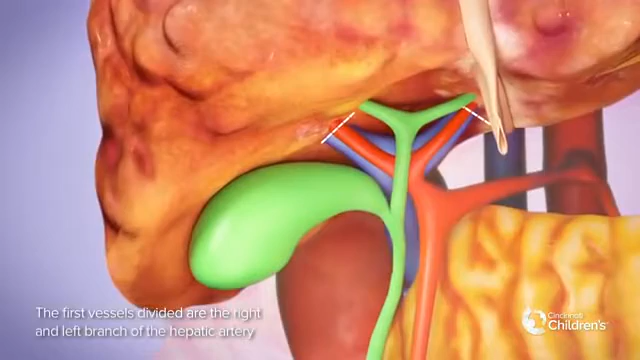 The first vessels divided are the right
and left branch of the hepatic artery
Cincinnati
Children's